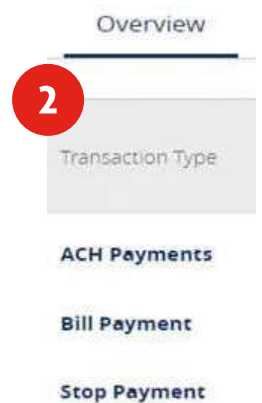 Overview
2
Transaction Type
ACH Payments
Bill Payment
Stop Payment